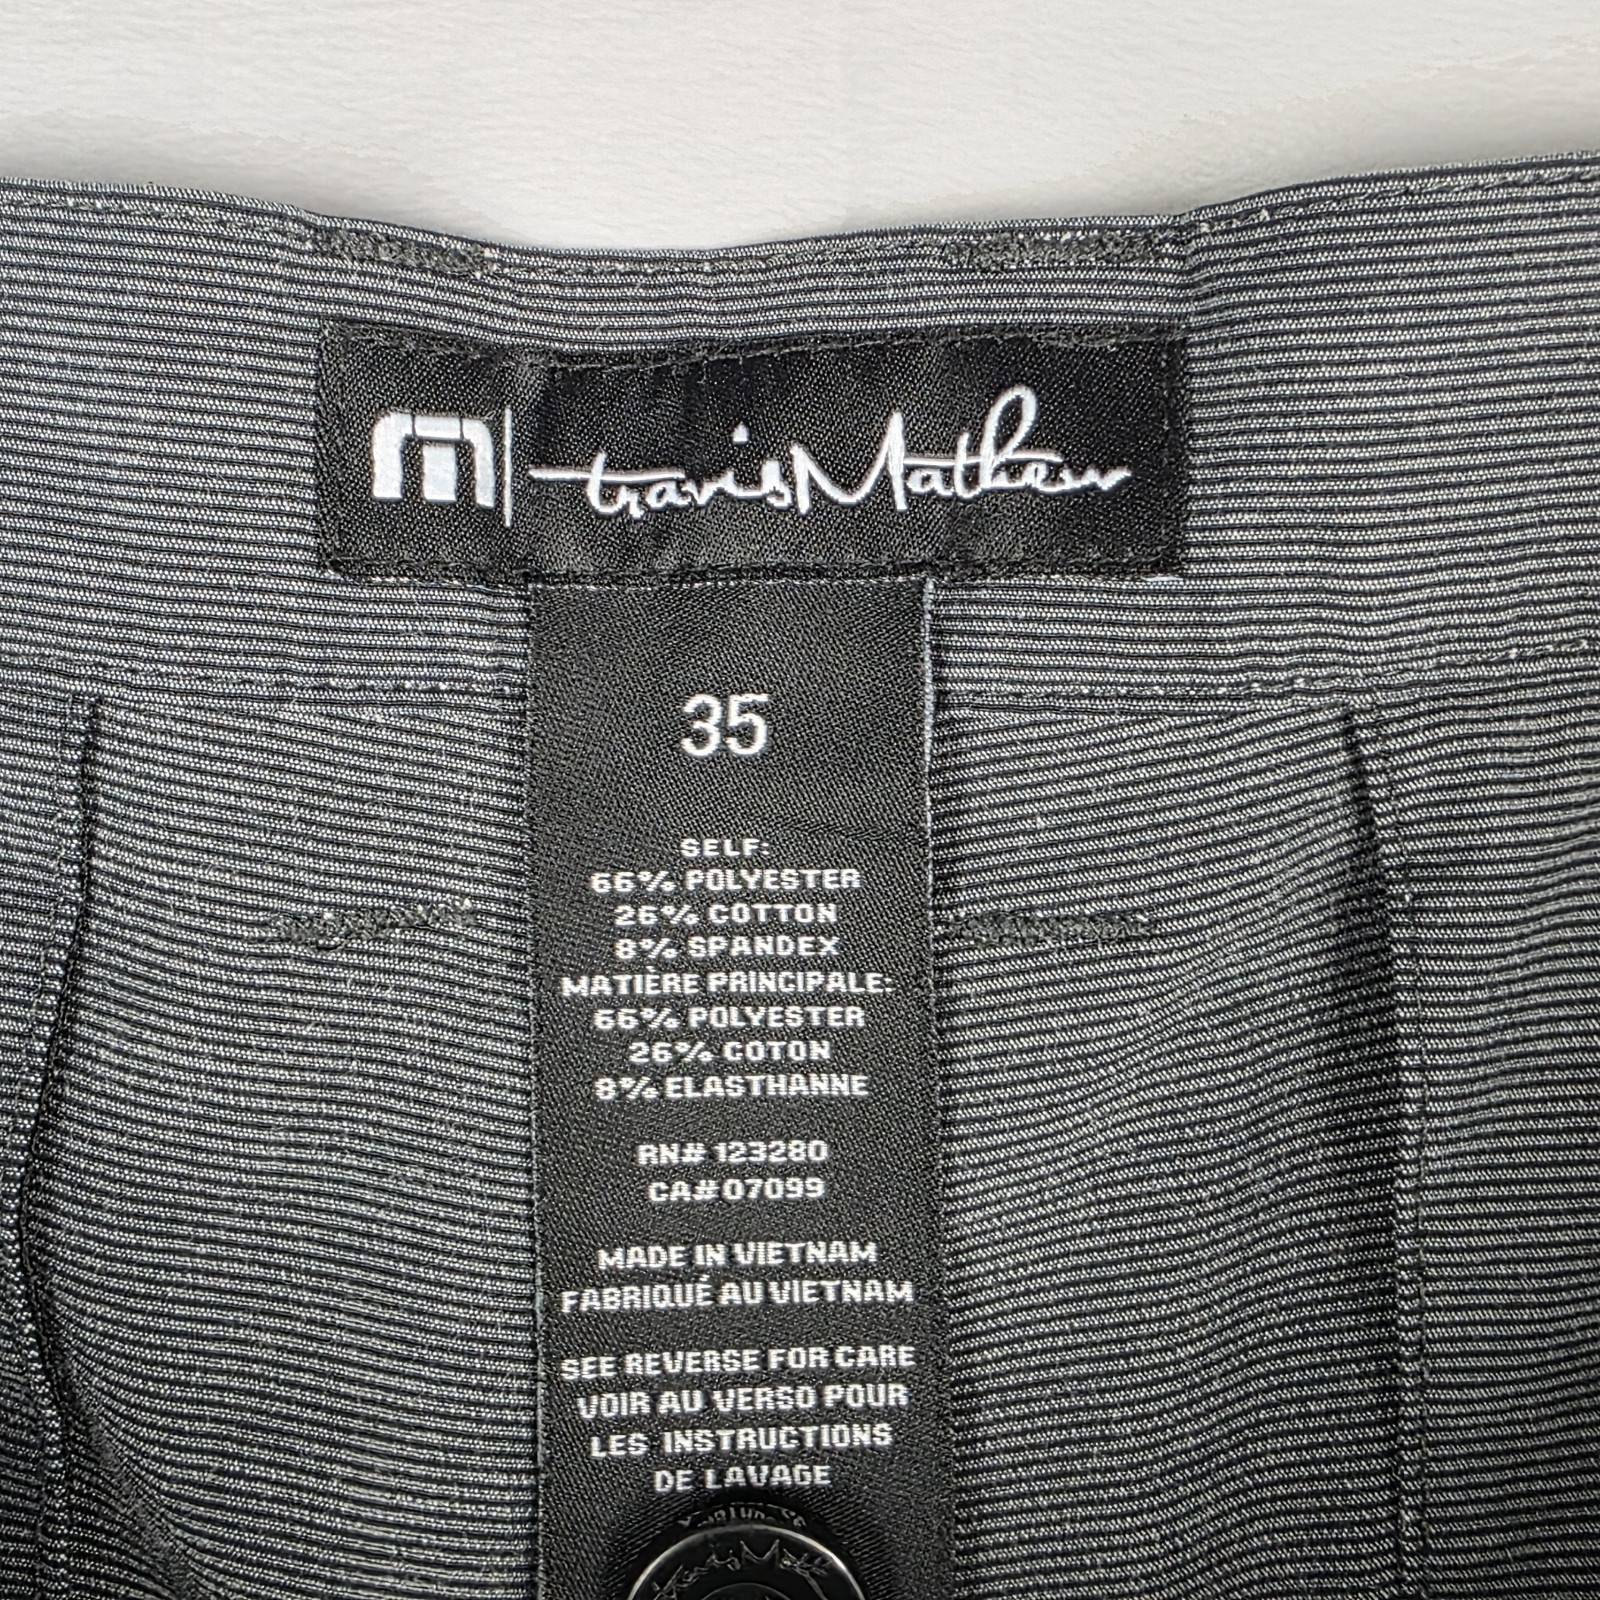 travisMathew
35
SELF:
66% POLYESTER
26% COTTON
8% SPANDEX
MATIÈRE PRINCIPALE:
66% POLYESTER
26% COTON
8% ELASTHANNE
RN# 123280
CA# 07099
MADE IN VIETNAM
FABRIQUÉ AU VIETNAM
SEE REVERSE FOR CARE
VOIR AU VERSO POUR
LES INSTRUCTIONS
DE LAVAGE